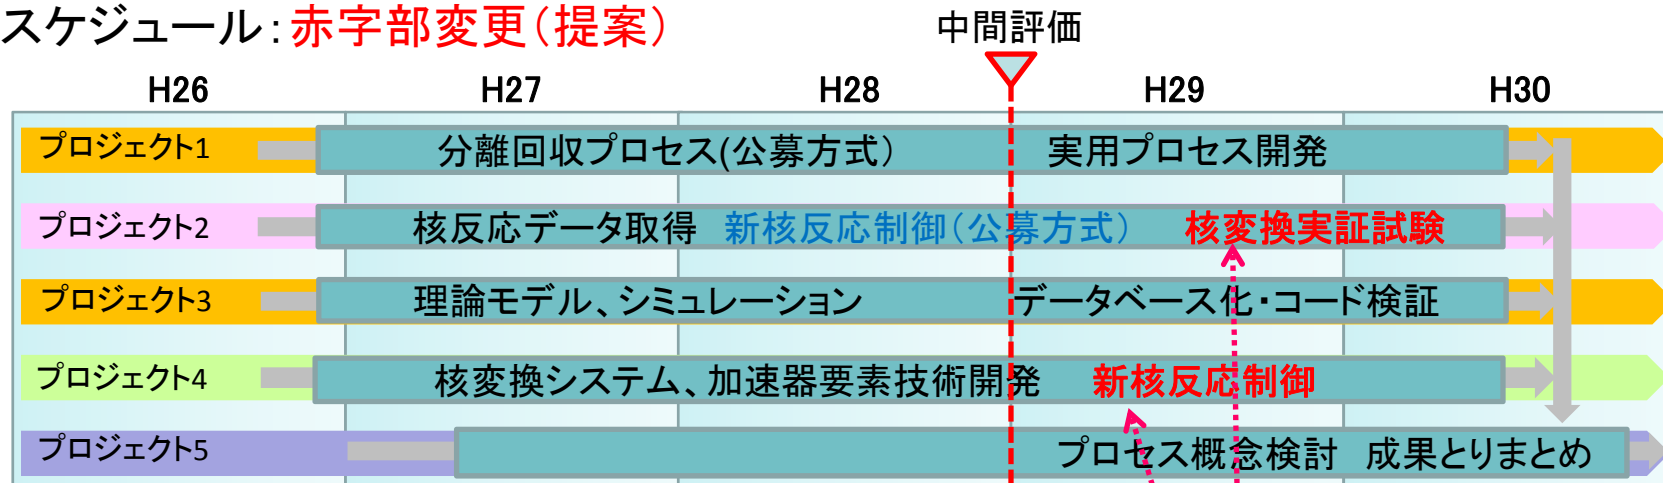 スケジュール：赤字部変更（提案）
中間評価
H26 H27 H28 H29 H30
プロジェクト1 分離回収プロセス(公募方式） 実用プロセス開発
プロジェクト2 核反応データ取得 新核反応制御（公募方式） 核変換実証試験
プロジェクト3 理論モデル、シミュレーション データベース化・コード検証
プロジェクト4 核変換システム、加速器要素技術開発 新核反応制御
プロジェクト5 プロセス概念検討 成果とりまとめ